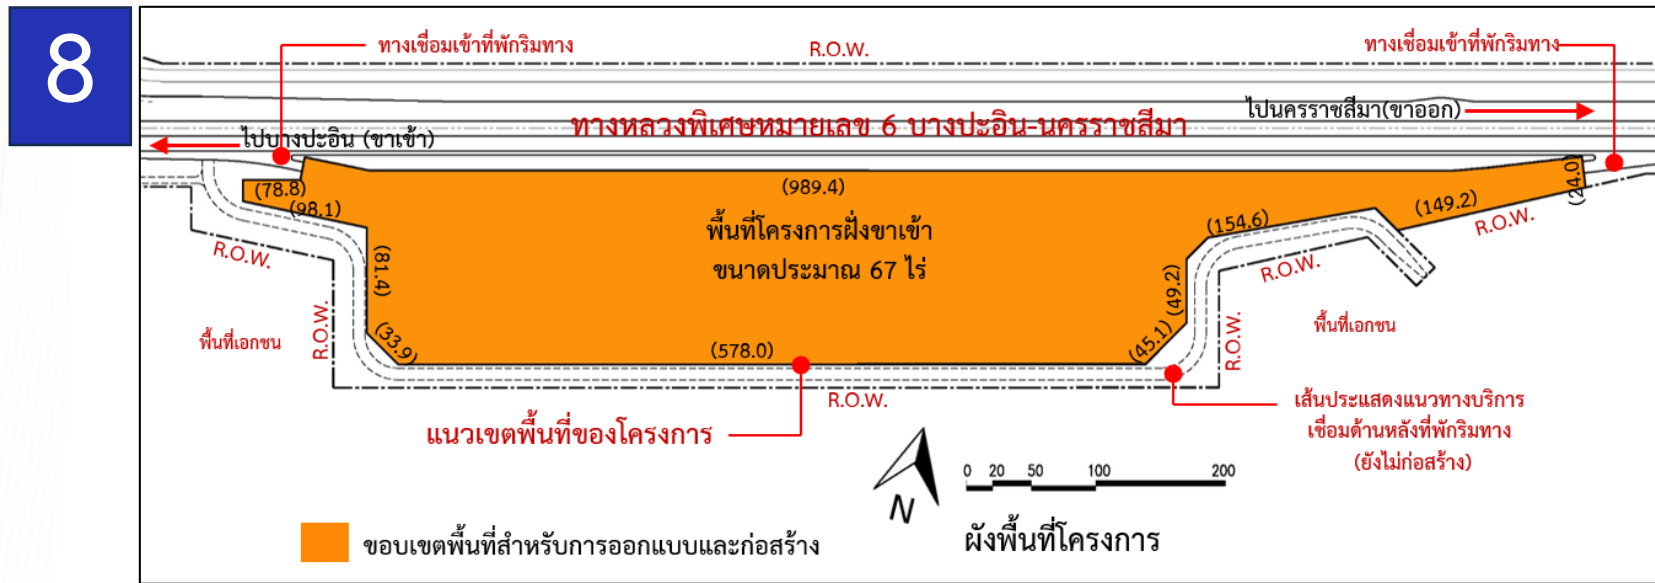 8
ทางเชื่อมเข้าที่พักริมทาง
R.O.W.
ทางเชื่อมเข้าที่พักริมทาง
ไปนครราชสีมา(ขาออก)
ทางหลวงพิเศษหมายเลข 6 บางปะอิน-นครราชสีมา
ไปบางปะอิน (ขาเข้า)
(78.8)
(989.4)
(24.0)
(98.1)
(149.2)
(154.6)
R.O.W.
พื้นที่โครงการฝั่งขาเข้า
ขนาดประมาณ 67 ไร่
R.O.W.
(81.4)
(49.2)
R.O.W.
R.O.W.
พื้นที่เอกชน
(33.9)
(578.0)
(45.1)
R.O.W.
พื้นที่เอกชน
R.O.W.
แนวเขตพื้นที่ของโครงการ
เส้นประแสดงแนวทางบริการ
เชื่อมด้านหลังที่พักริมทาง
(ยังไม่ก่อสร้าง)
N
0 20 50 100 200
ขอบเขตพื้นที่สำหรับการออกแบบและก่อสร้าง
ผังพื้นที่โครงการ